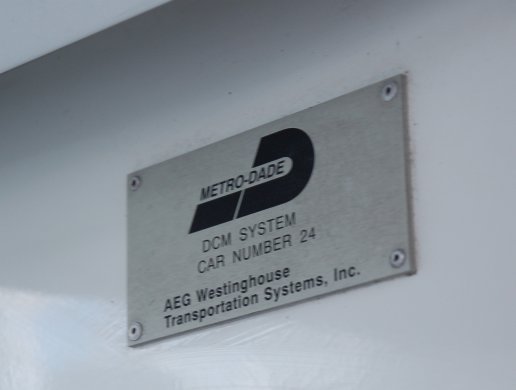 METRO-DADE
DCM SYSTEM
CAR NUMBER 24
AEG Westinghouse
Transportation Systems, Inc.